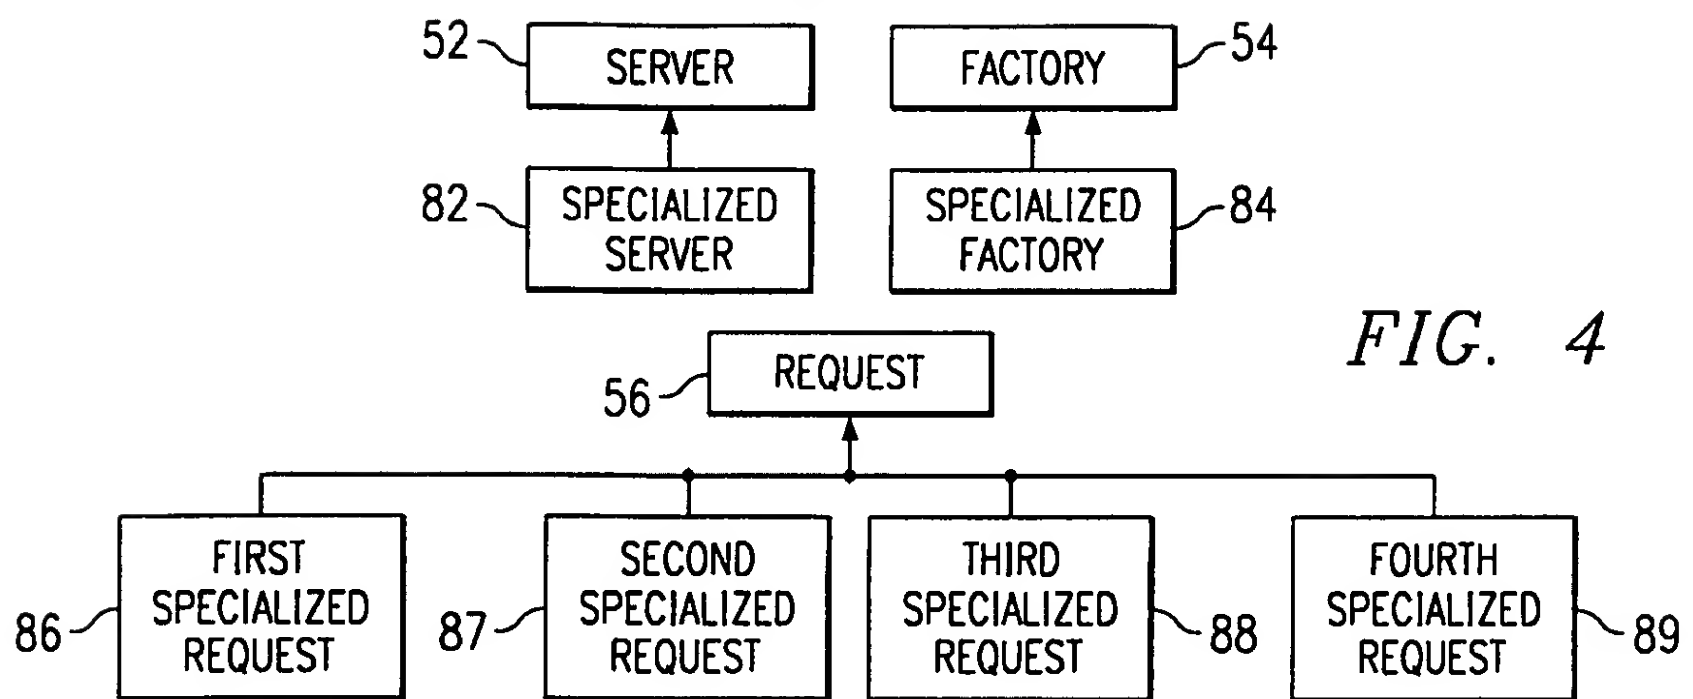 52
SERVER
FACTORY
54
82
SPECIALIZED
SERVER
SPECIALIZED
FACTORY
84
FIG. 4
56
REQUEST
86
FIRST
SPECIALIZED
REQUEST
87
SECOND
SPECIALIZED
REQUEST
THIRD
SPECIALIZED
REQUEST
88
FOURTH
SPECIALIZED
REQUEST
89